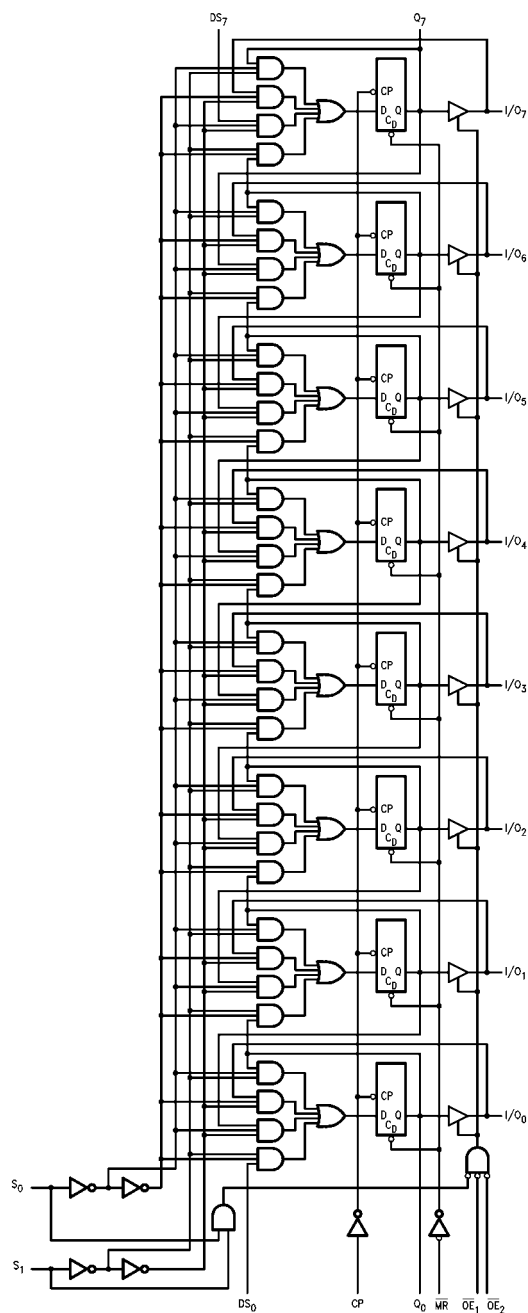 DS7 Q7
CP
D Q
CD
I/O7
CP
D Q
CD
I/O6
CP
D Q
CD
I/O5
CP
D Q
CD
I/O4
CP
D Q
CD
I/O3
CP
D Q
CD
I/O2
CP
D Q
CD
I/O1
CP
D Q
CD
I/O0
S0
S1
DS0 CP Q0 MR OE1 OE2